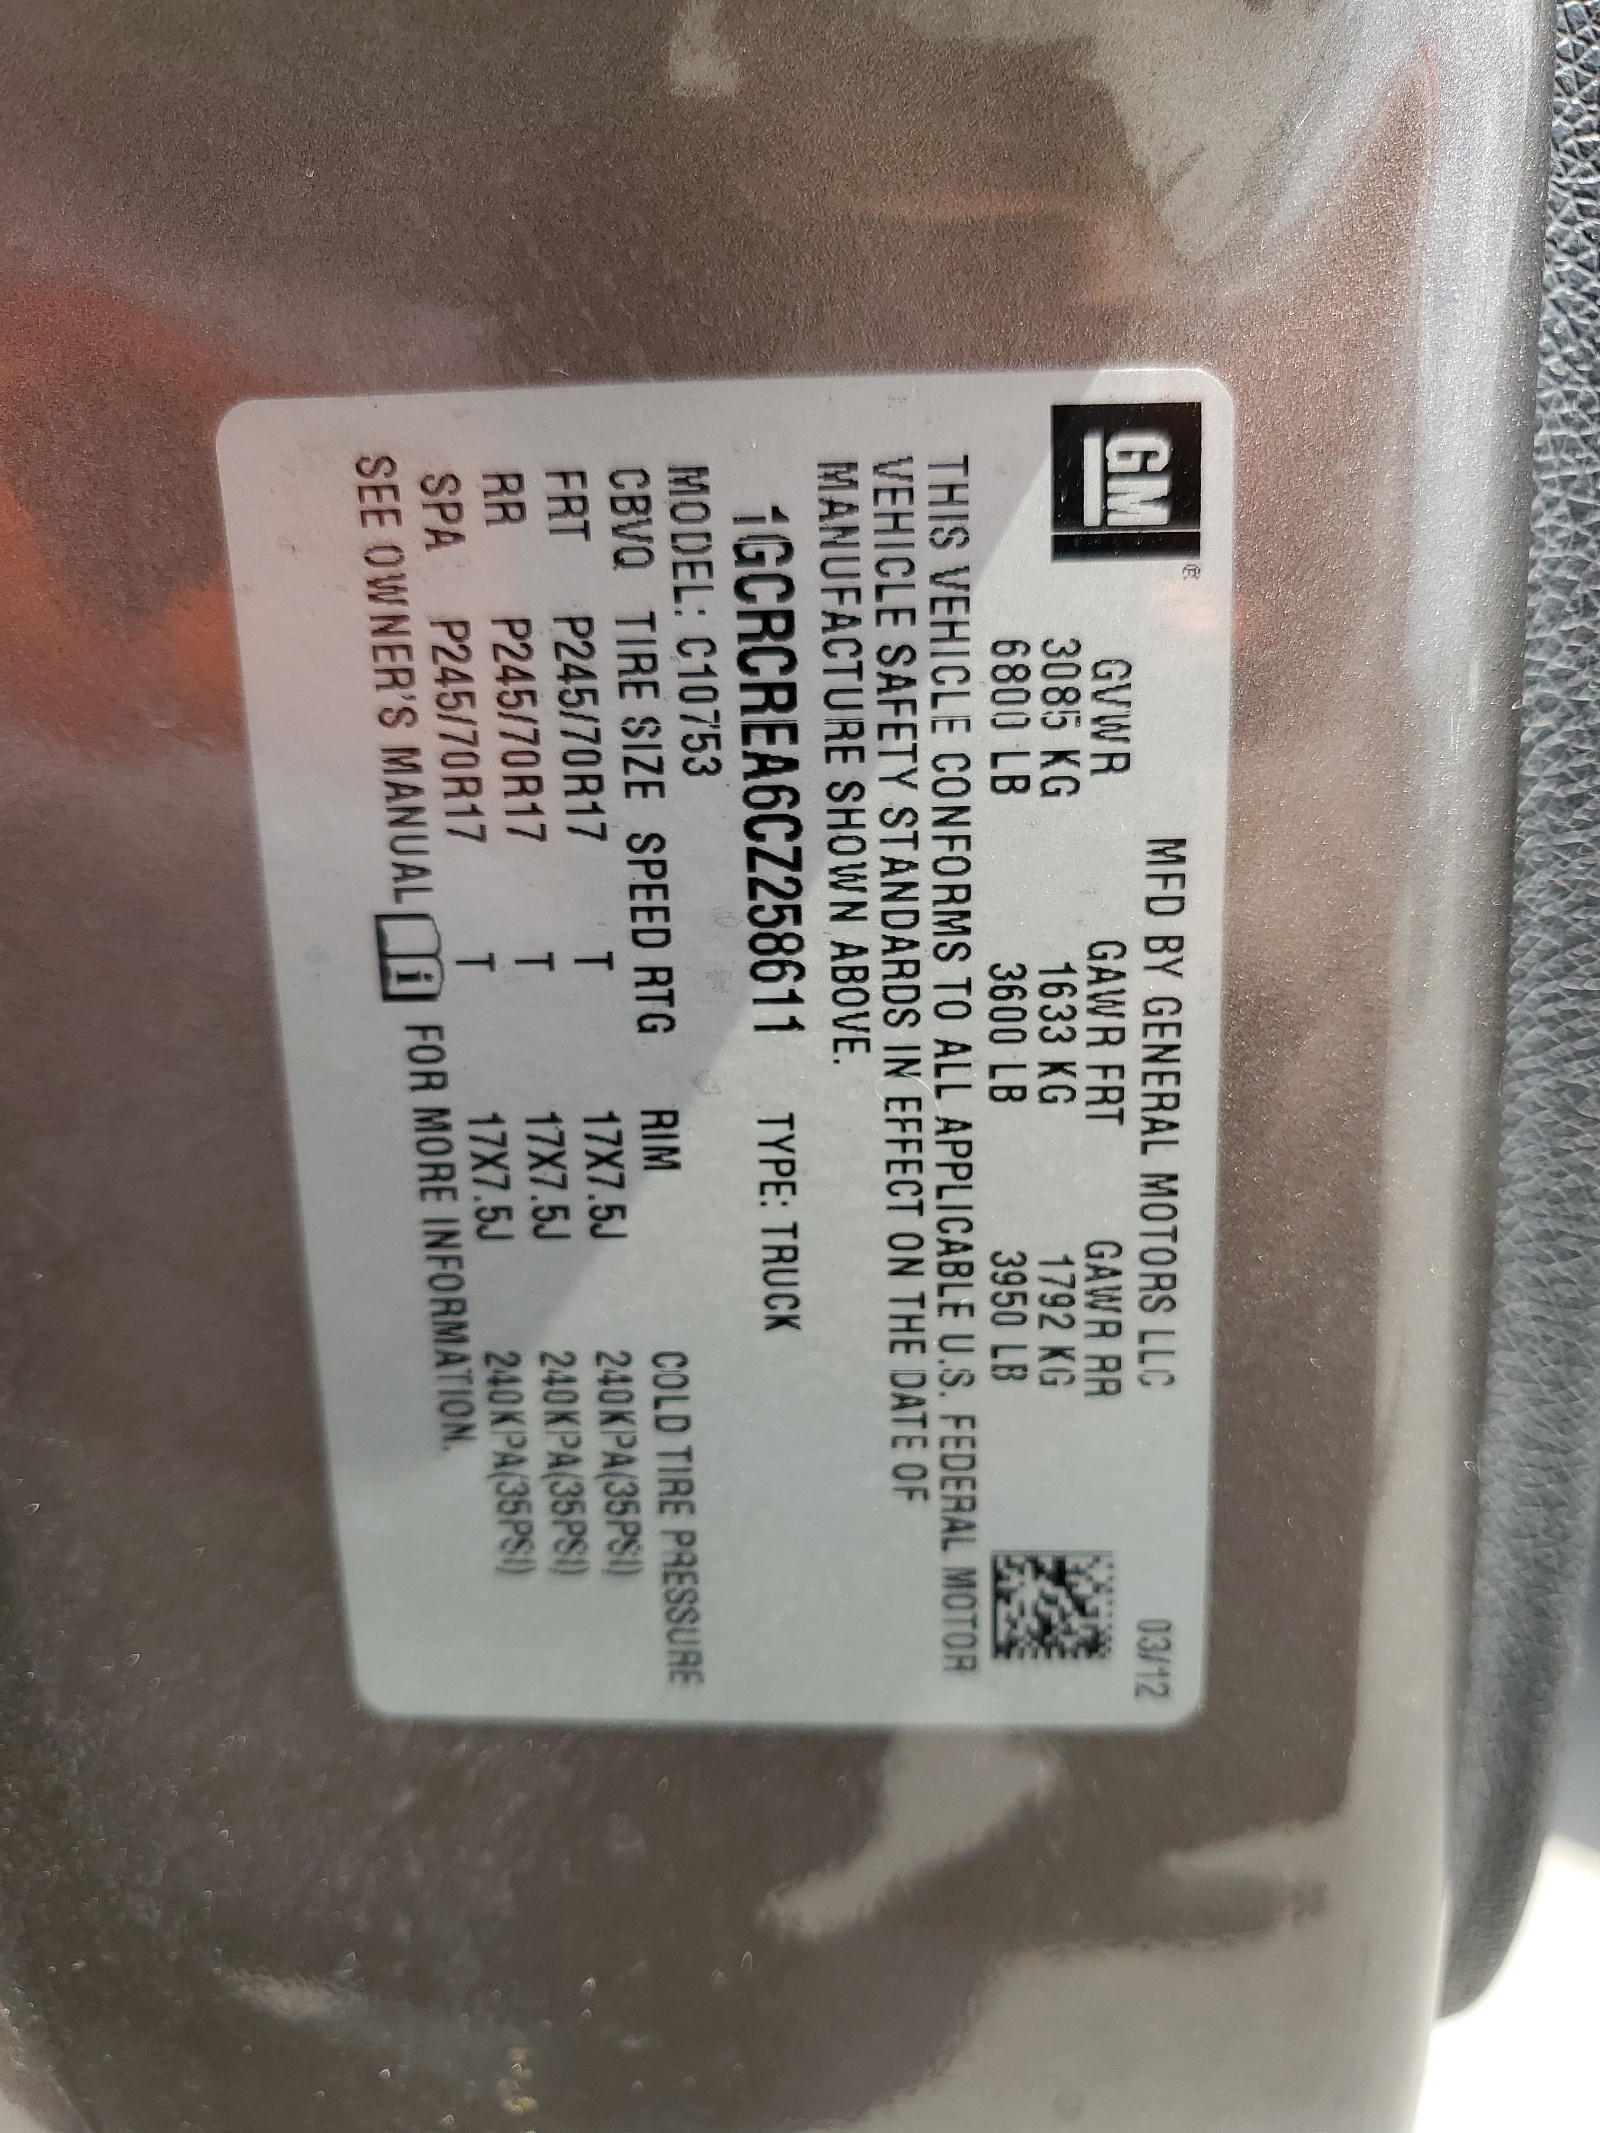 GM ®
MFD BY GENERAL MOTORS LLC 03/12
GVWR GAWR FRT GAWR RR
3085 KG 1633 KG 1792 KG
6800 LB 3600 LB 3950 LB
THIS VEHICLE CONFORMS TO ALL APPLICABLE U.S. FEDERAL MOTOR
VEHICLE SAFETY STANDARDS IN EFFECT ON THE DATE OF
MANUFACTURE SHOWN ABOVE.
1GCRCREA6CZ258611 TYPE: TRUCK
MODEL: C10753
CBVQ TIRE SIZE SPEED RTG RIM COLD TIRE PRESSURE
FRT P245/70R17 T 17X7.5J 240KPA(35PSI)
RR P245/70R17 T 17X7.5J 240KPA(35PSI)
SPA P245/70R17 T 17X7.5J 240KPA(35PSI)
SEE OWNER'S MANUAL i FOR MORE INFORMATION.